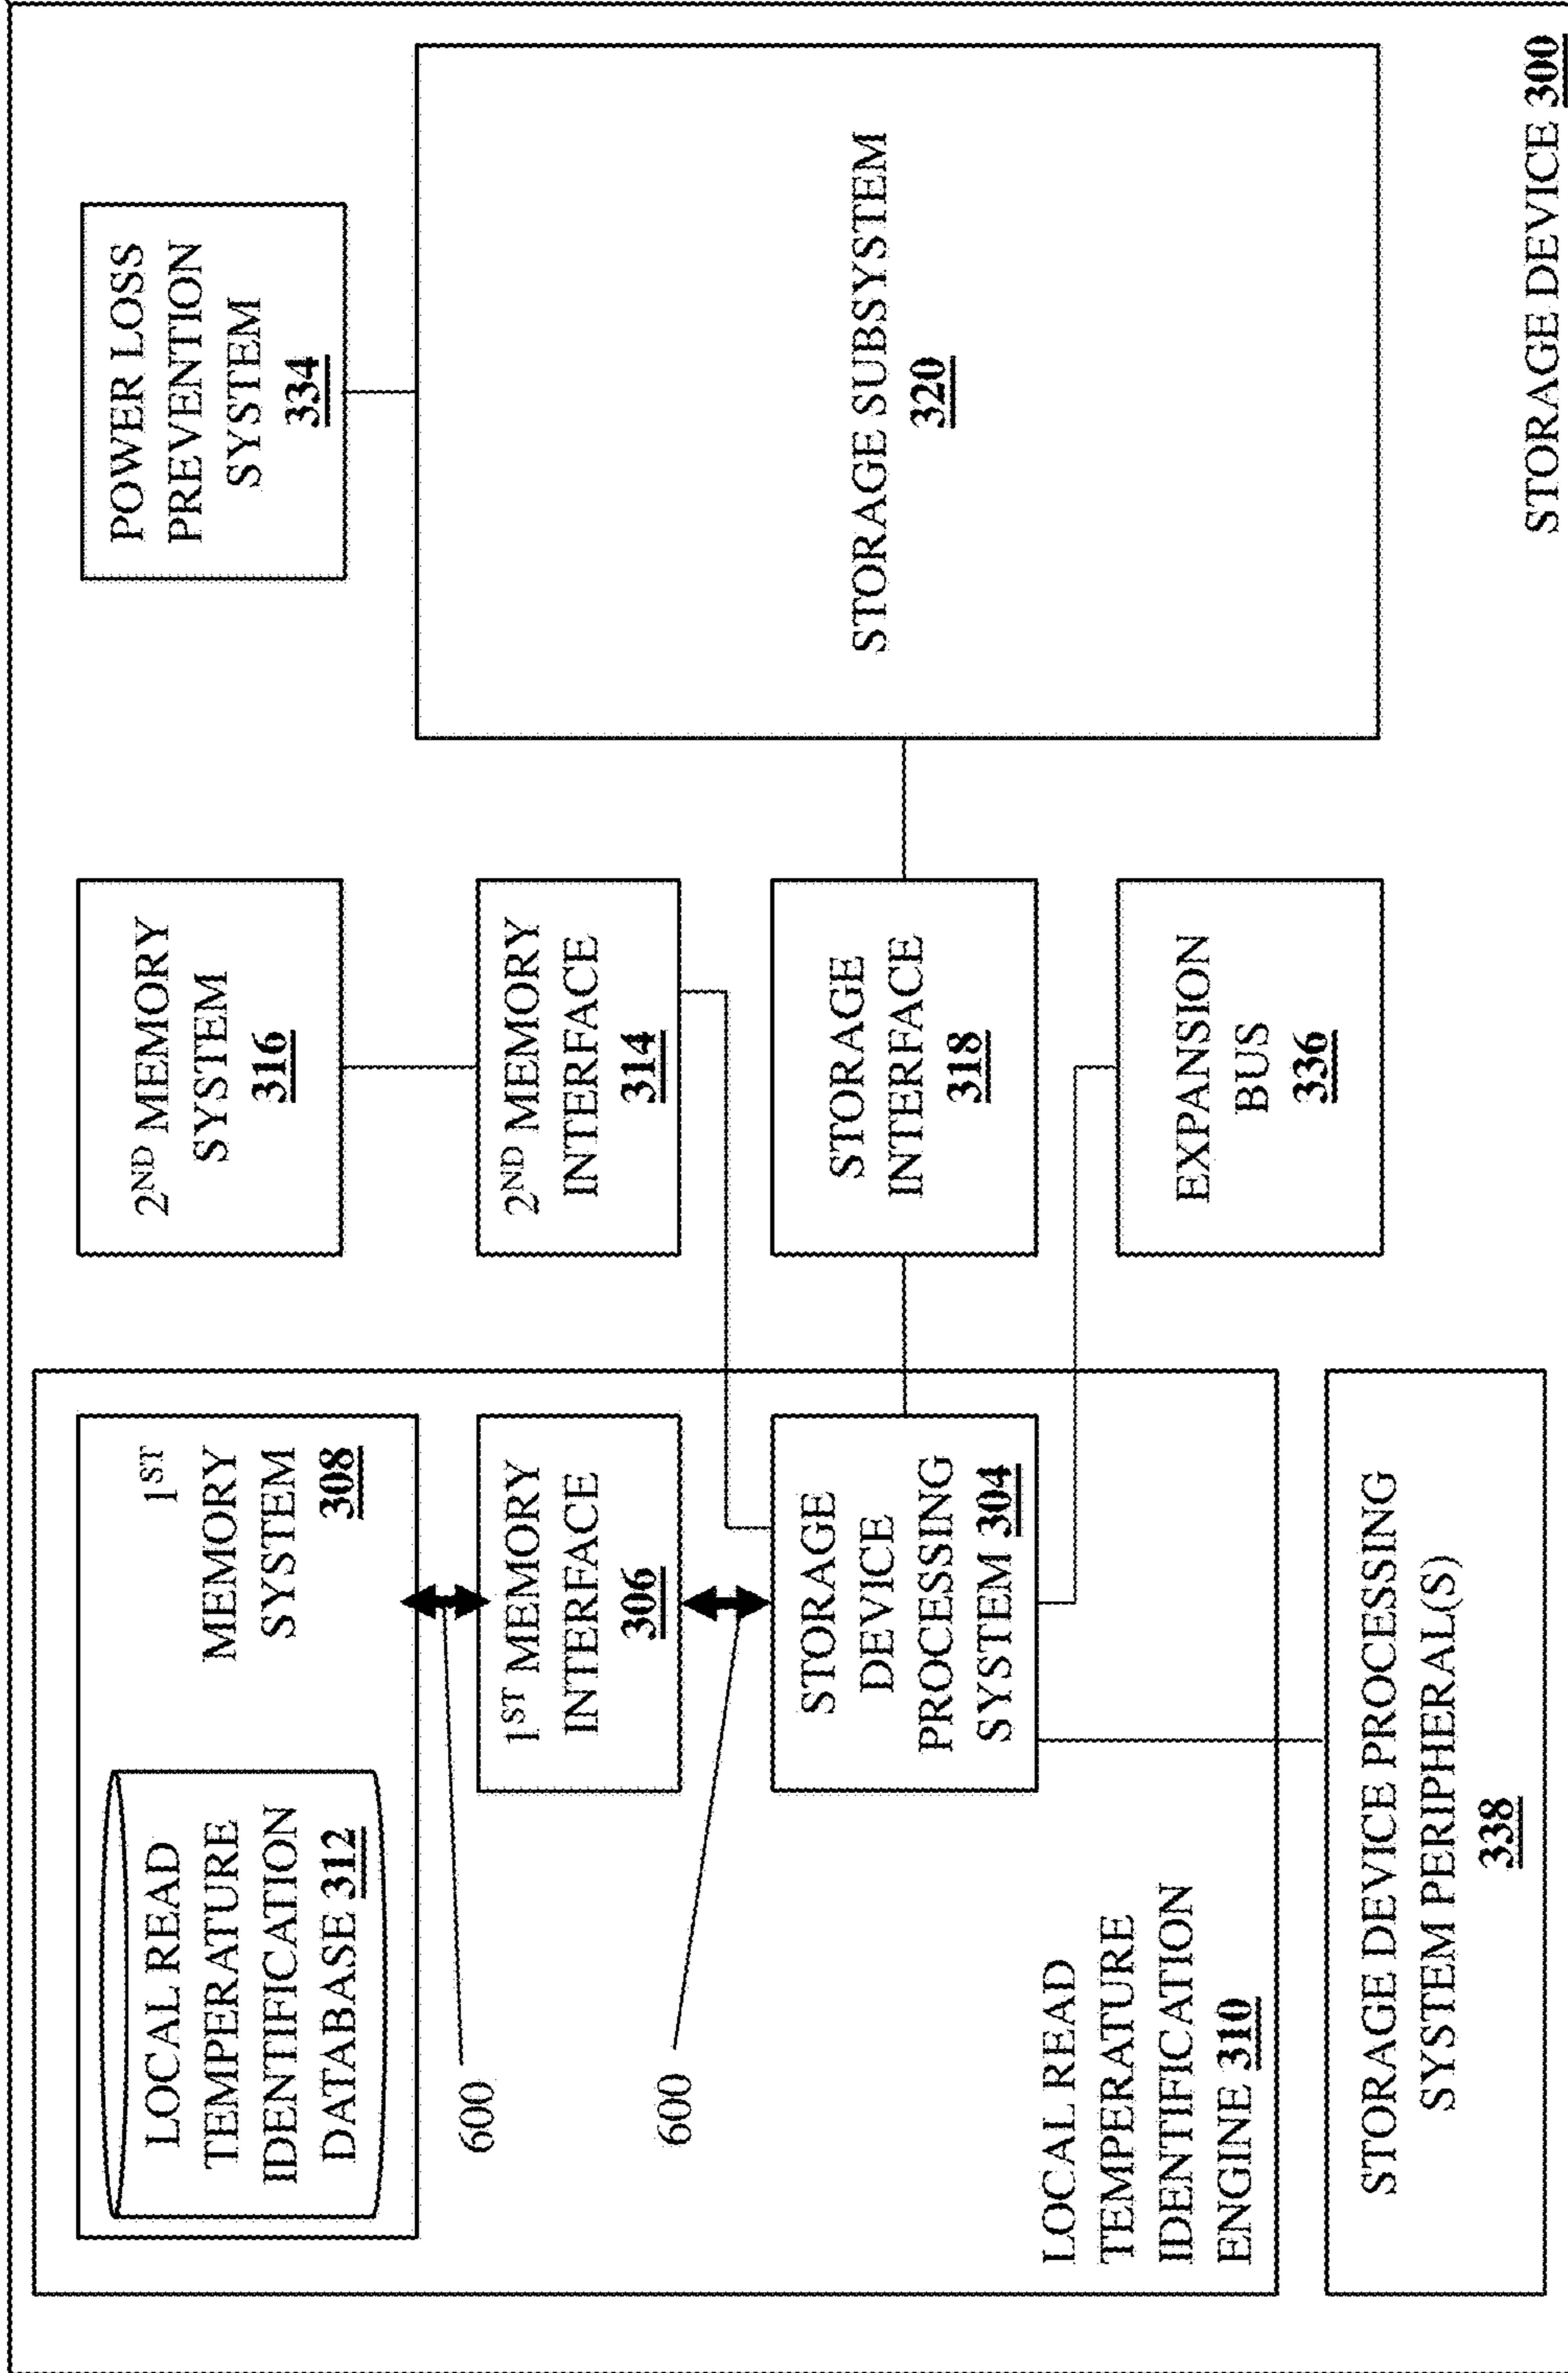 LOCAL READ
TEMPERATURE
IDENTIFICATION
DATABASE 312
1ST
MEMORY
SYSTEM
308
600
600
1ST MEMORY
INTERFACE
306
STORAGE
DEVICE
PROCESSING
SYSTEM 304
LOCAL READ
TEMPERATURE
IDENTIFICATION
ENGINE 310
STORAGE DEVICE PROCESSING
SYSTEM PERIPHERAL(S)
338
2ND MEMORY
SYSTEM
316
2ND MEMORY
INTERFACE
314
STORAGE
INTERFACE
318
EXPANSION
BUS
336
POWER LOSS
PREVENTION
SYSTEM
334
STORAGE SUBSYSTEM
320
STORAGE DEVICE 300